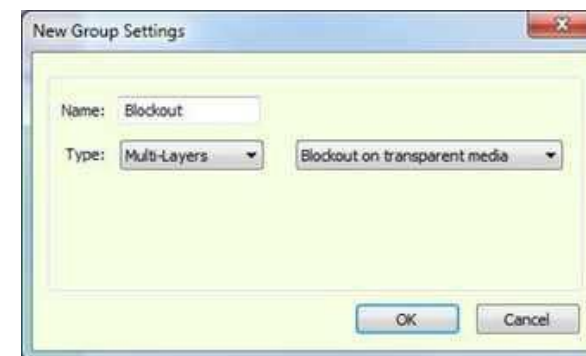 New Group Settings
Name: Blockout
Type: Multi-Layers Blockout on transparent media
OK Cancel